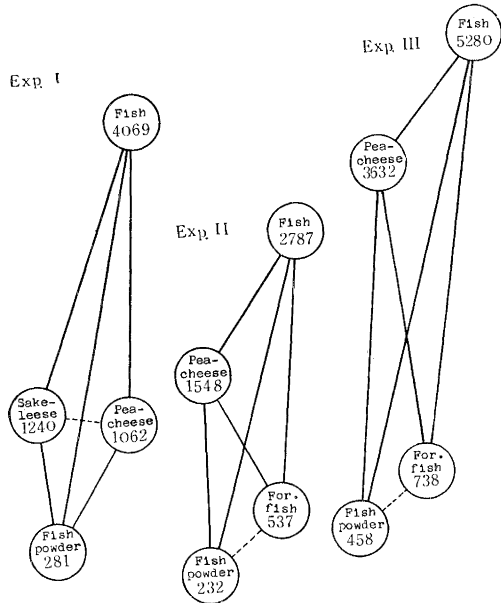 Exp. I
Fish
4069
Sake-
leese
1240
Pea-
cheese
1062
Fish
powder
281
Exp. II
Fish
2787
Pea-
cheese
1548
For.
fish
537
Fish
powder
232
Exp. III
Fish
5280
Pea-
cheese
3632
For.
fish
738
Fish
powder
458